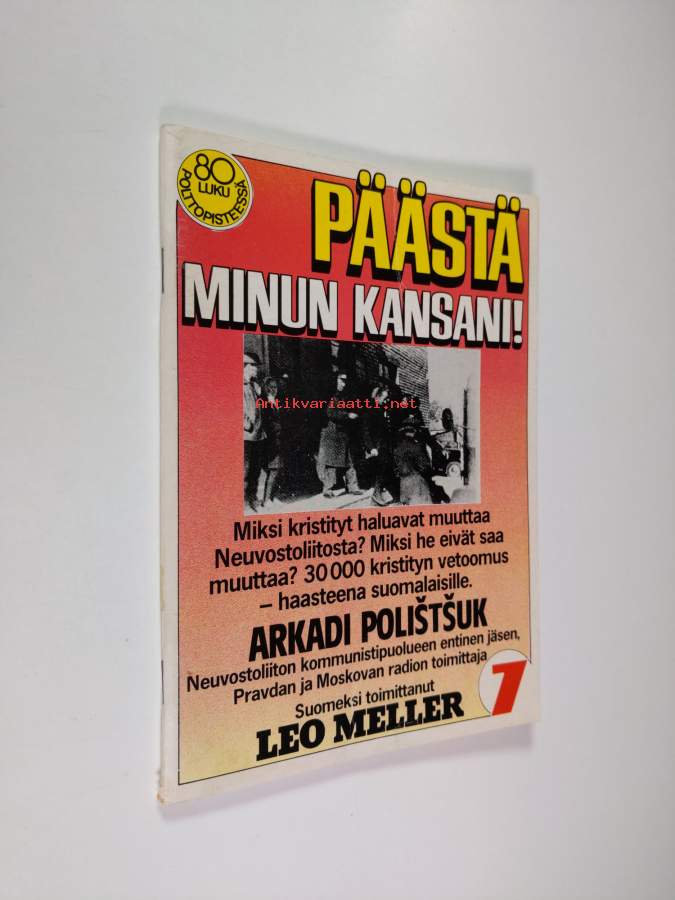 80
LUKU
POLTTOPISTEESSÄ
PÄÄSTÄ
MINUN KANSANI!
Antikvariaatti.net
Miksi kristityt haluavat muuttaa
Neuvostoliitosta? Miksi he eivät saa
muuttaa? 30 000 kristityn vetoomus
– haasteena suomalaisille.
ARKADI POLIŠTŠUK
Neuvostoliiton kommunistipuolueen entinen jäsen,
Pravdan ja Moskovan radion toimittaja
Suomeksi toimittanut
LEO MELLER
7